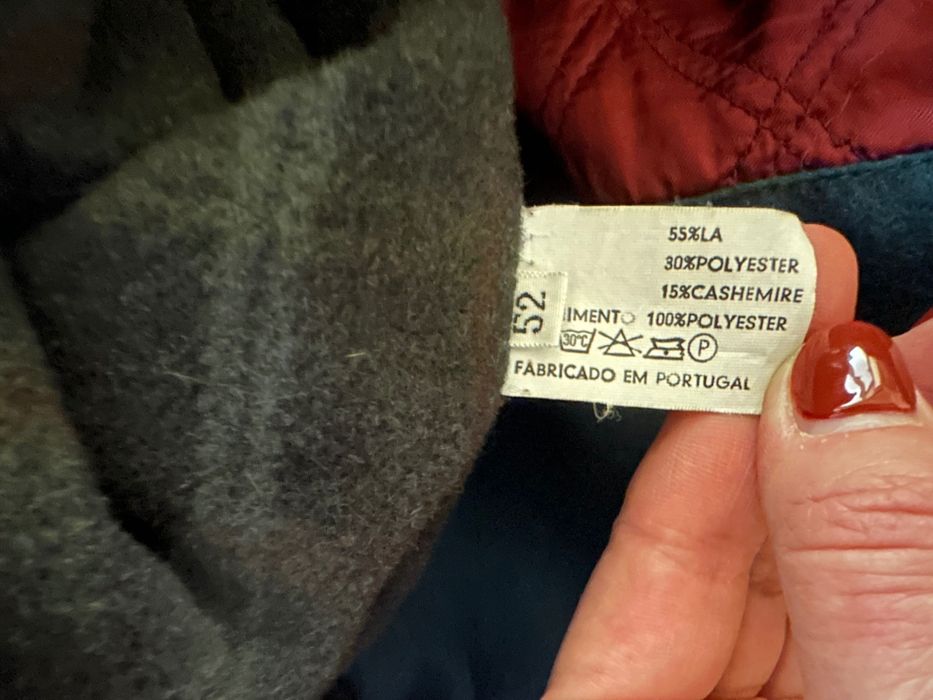 55%LA
30%POLYESTER
15%CASHEMIRE
IMENTO 100%POLYESTER
52
30°C P
FABRICADO EM PORTUGAL